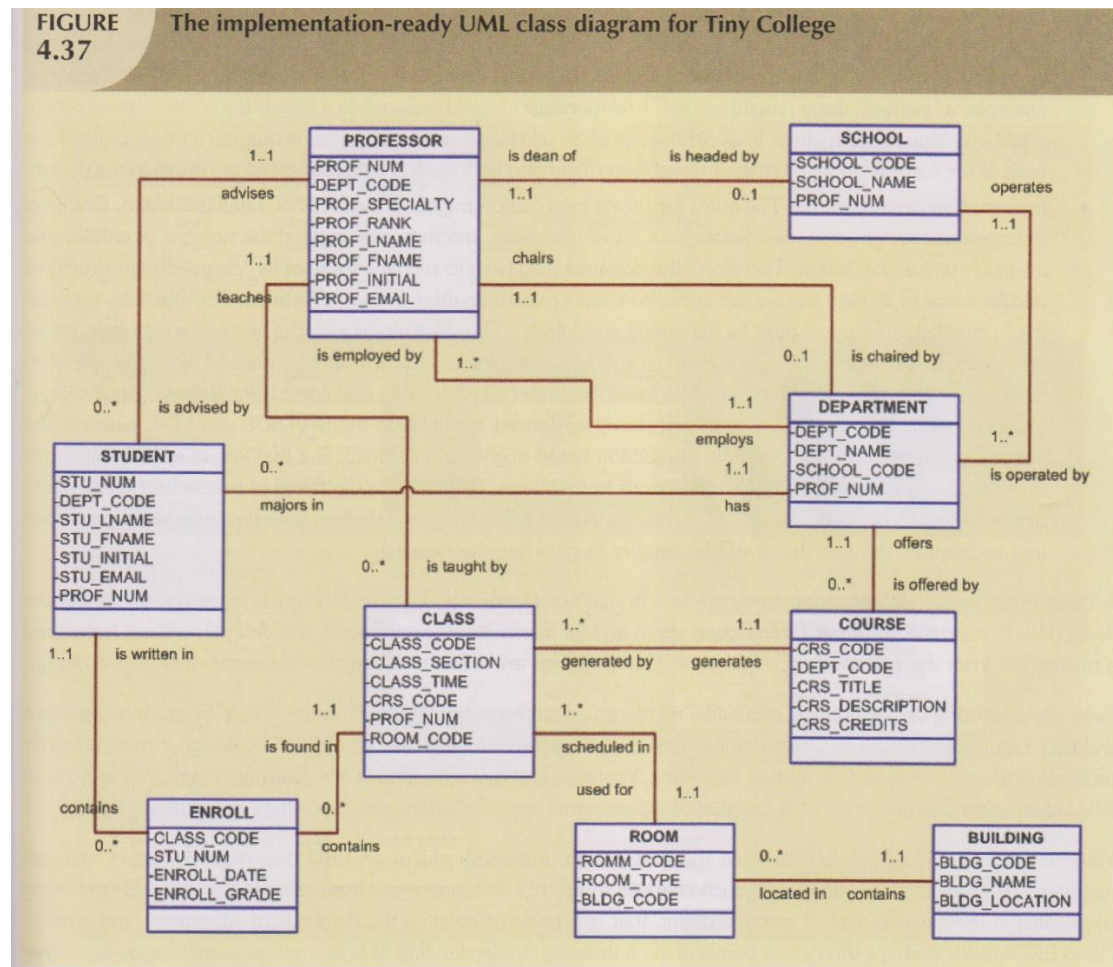 FIGURE
4.37
The implementation-ready UML class diagram for Tiny College
PROFESSOR
PROF_NUM
DEPT_CODE
PROF_SPECIALTY
PROF_RANK
PROF_LNAME
PROF_FNAME
PROF_INITIAL
PROF_EMAIL
1..1
advises
1..1
teaches
is employed by
1..*
is dean of
1..1
is headed by
0..1
chairs
1..1
SCHOOL
SCHOOL_CODE
SCHOOL_NAME
PROF_NUM
operates
1..1
0..1
is chaired by
1..1
employs
1..1
has
DEPARTMENT
DEPT_CODE
DEPT_NAME
SCHOOL_CODE
PROF_NUM
1..*
is operated by
0..*
is advised by
STUDENT
STU_NUM
DEPT_CODE
STU_LNAME
STU_FNAME
STU_INITIAL
STU_EMAIL
PROF_NUM
0..*
majors in
1..1
offers
0..*
is offered by
0..*
is taught by
1..1
is written in
CLASS
CLASS_CODE
CLASS_SECTION
CLASS_TIME
CRS_CODE
PROF_NUM
ROOM_CODE
1..*
generated by
1..1
generates
COURSE
CRS_CODE
DEPT_CODE
CRS_TITLE
CRS_DESCRIPTION
CRS_CREDITS
1..1
is found in
1..*
scheduled in
used for
1..1
contains
0..*
ENROLL
CLASS_CODE
STU_NUM
ENROLL_DATE
ENROLL_GRADE
0..*
contains
ROOM
ROMM_CODE
ROOM_TYPE
BLDG_CODE
0..*
located in
1..1
contains
BUILDING
BLDG_CODE
BLDG_NAME
BLDG_LOCATION